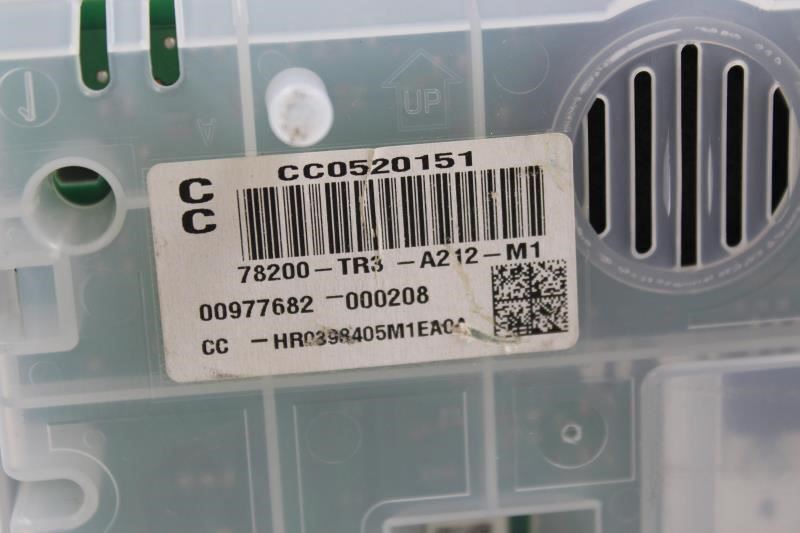 UP
A
CC0520151
C
C
78200-TR3 -A212-M1
00977682 -000208
CC -HR0398405M1EA0A